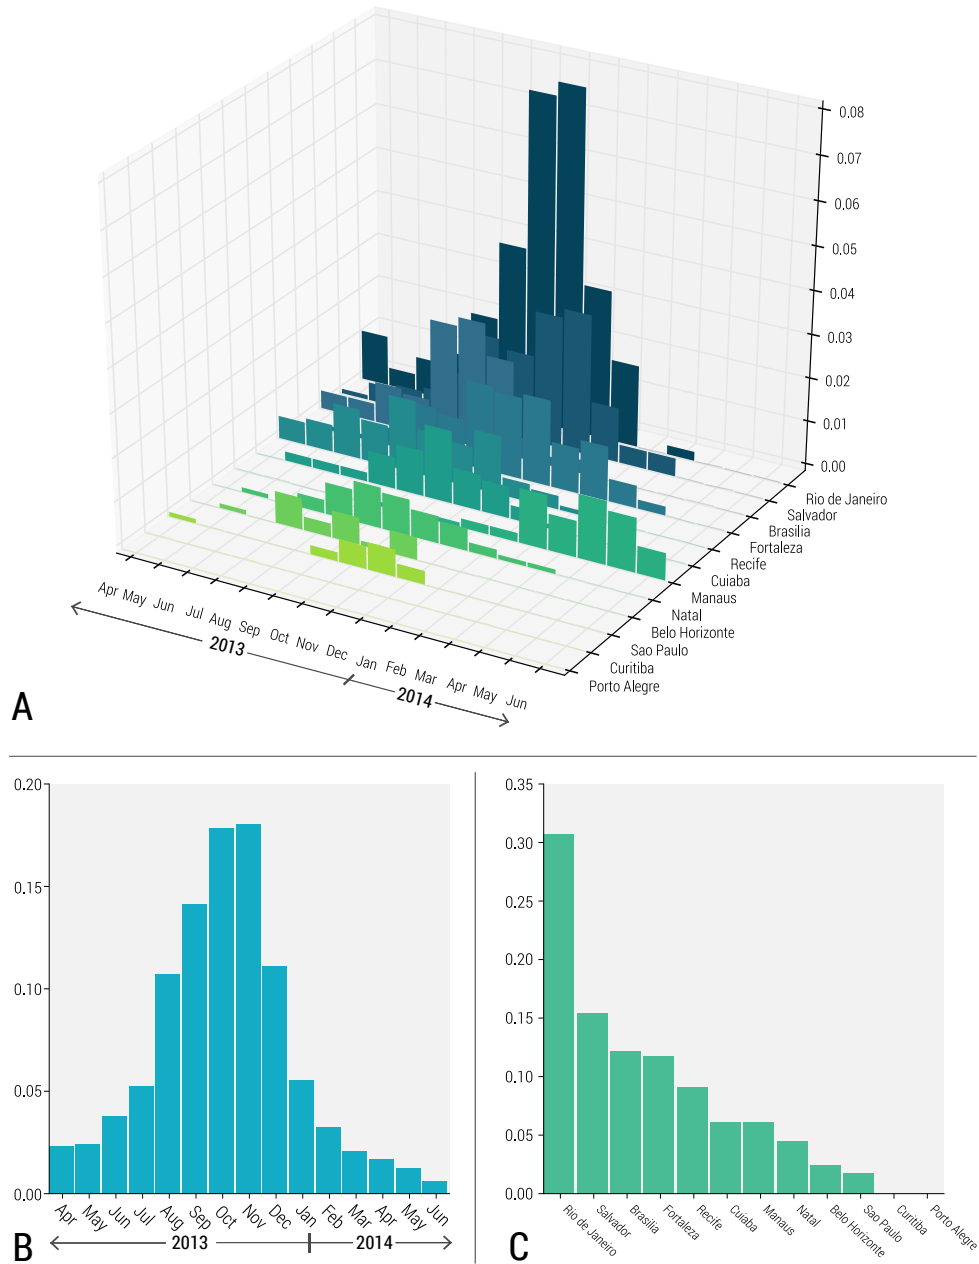 0.08
0.07
0.06
0.05
0.04
0.03
0.02
0.01
0.00
Rio de Janeiro
Salvador
Brasilia
Fortaleza
Recife
Cuiaba
Manaus
Natal
Belo Horizonte
Sao Paulo
Curitiba
Porto Alegre
Apr May Jun Jul Aug Sep Oct Nov Dec Jan Feb Mar Apr May Jun
2013 2014
A
0.20
0.15
0.10
0.05
0.00
Apr May Jun Jul Aug Sep Oct Nov Dec Jan Feb Mar Apr May Jun
2013 2014
B
0.35
0.30
0.25
0.20
0.15
0.10
0.05
0.00
Rio de Janeiro
Salvador
Brasilia
Fortaleza
Recife
Cuiaba
Manaus
Natal
Belo Horizonte
Sao Paulo
Curitiba
Porto Alegre
C